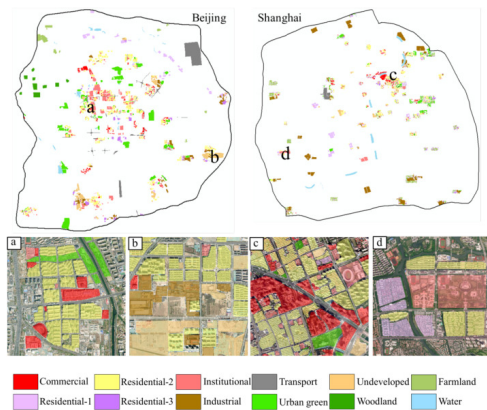 Beijing
Shanghai
a
b
c
d
a
b
c
d
Commercial
Residential-2
Institutional
Transport
Undeveloped
Farmland
Residential-1
Residential-3
Industrial
Urban green
Woodland
Water